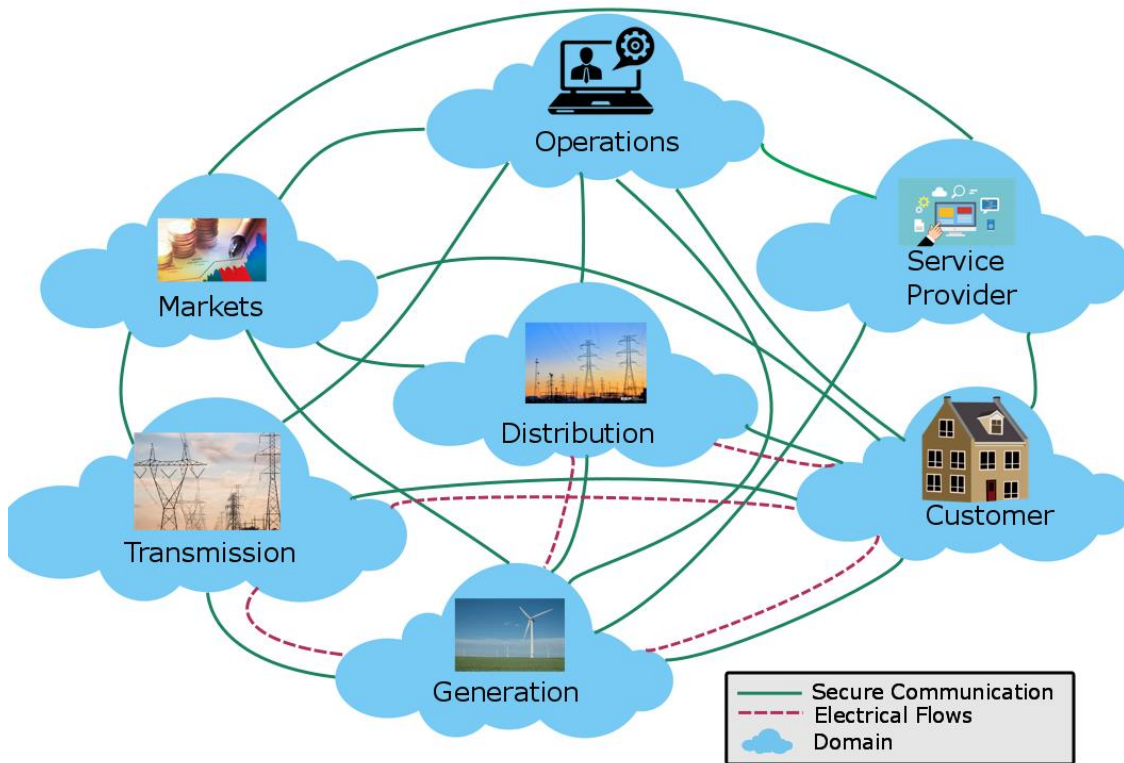 Operations
Markets
Service
Provider
Distribution
Customer
Transmission
Generation
Secure Communication
Electrical Flows
Domain